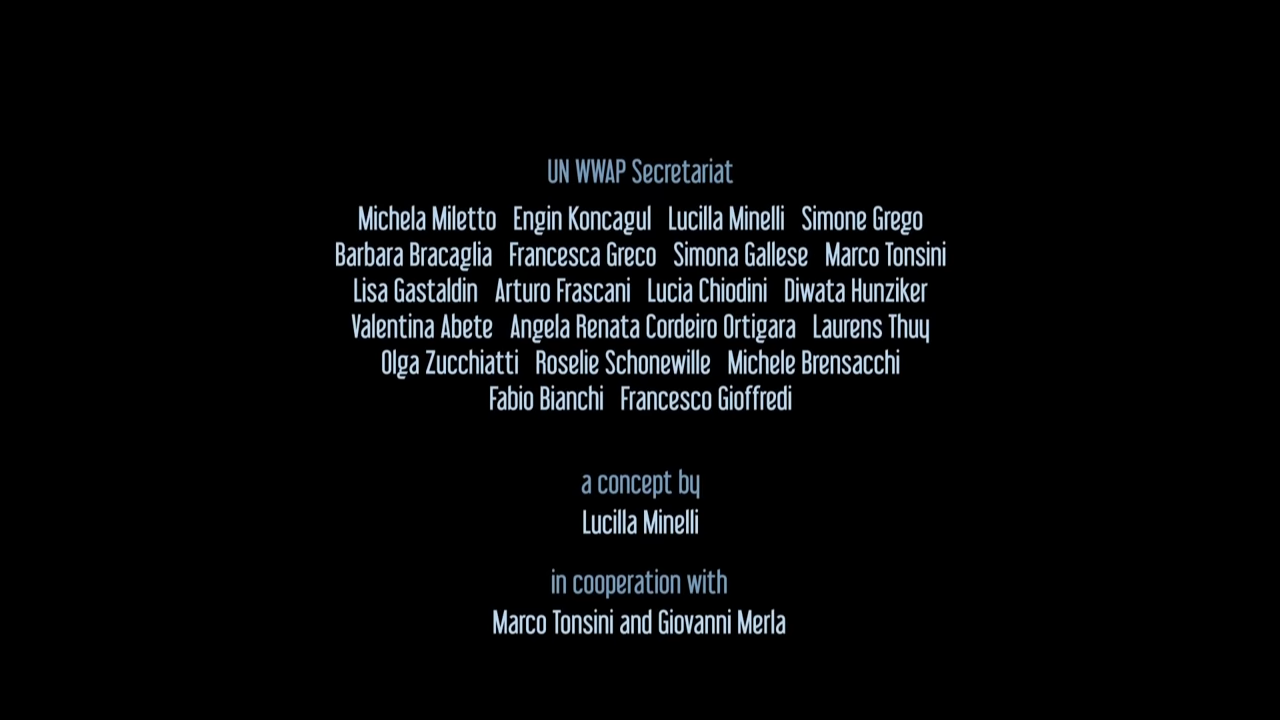 UN WWAP Secretariat
Michela Miletto Engin Koncagul Lucilla Minelli Simone Grego
Barbara Bracaglia Francesca Greco Simona Gallese Marco Tonsini
Lisa Gastaldin Arturo Frascani Lucia Chiodini Diwata Hunziker
Valentina Abete Angela Renata Cordeiro Ortigara Laurens Thuy
Olga Zucchiatti Roselie Schonewille Michele Brensacchi
Fabio Bianchi Francesco Gioffredi
a concept by
Lucilla Minelli
in cooperation with
Marco Tonsini and Giovanni Merla